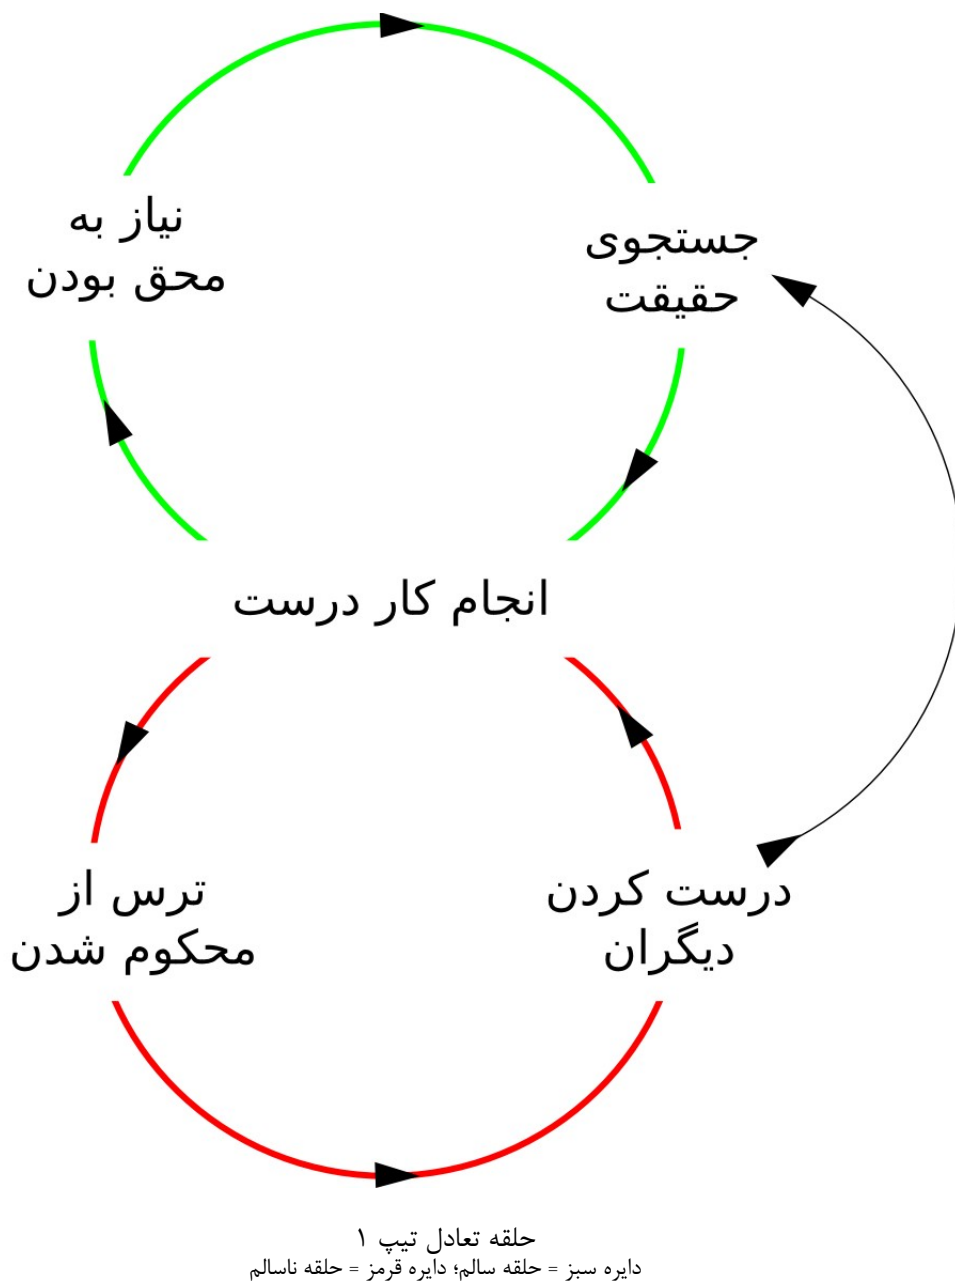 نیاز به
محق بودن
جستجوی
حقیقت
انجام کار درست
ترس از
محکوم شدن
درست کردن
دیگران
حلقه تعادل تیپ ۱
دایره سبز = حلقه سالم؛ دایره قرمز = حلقه ناسالم